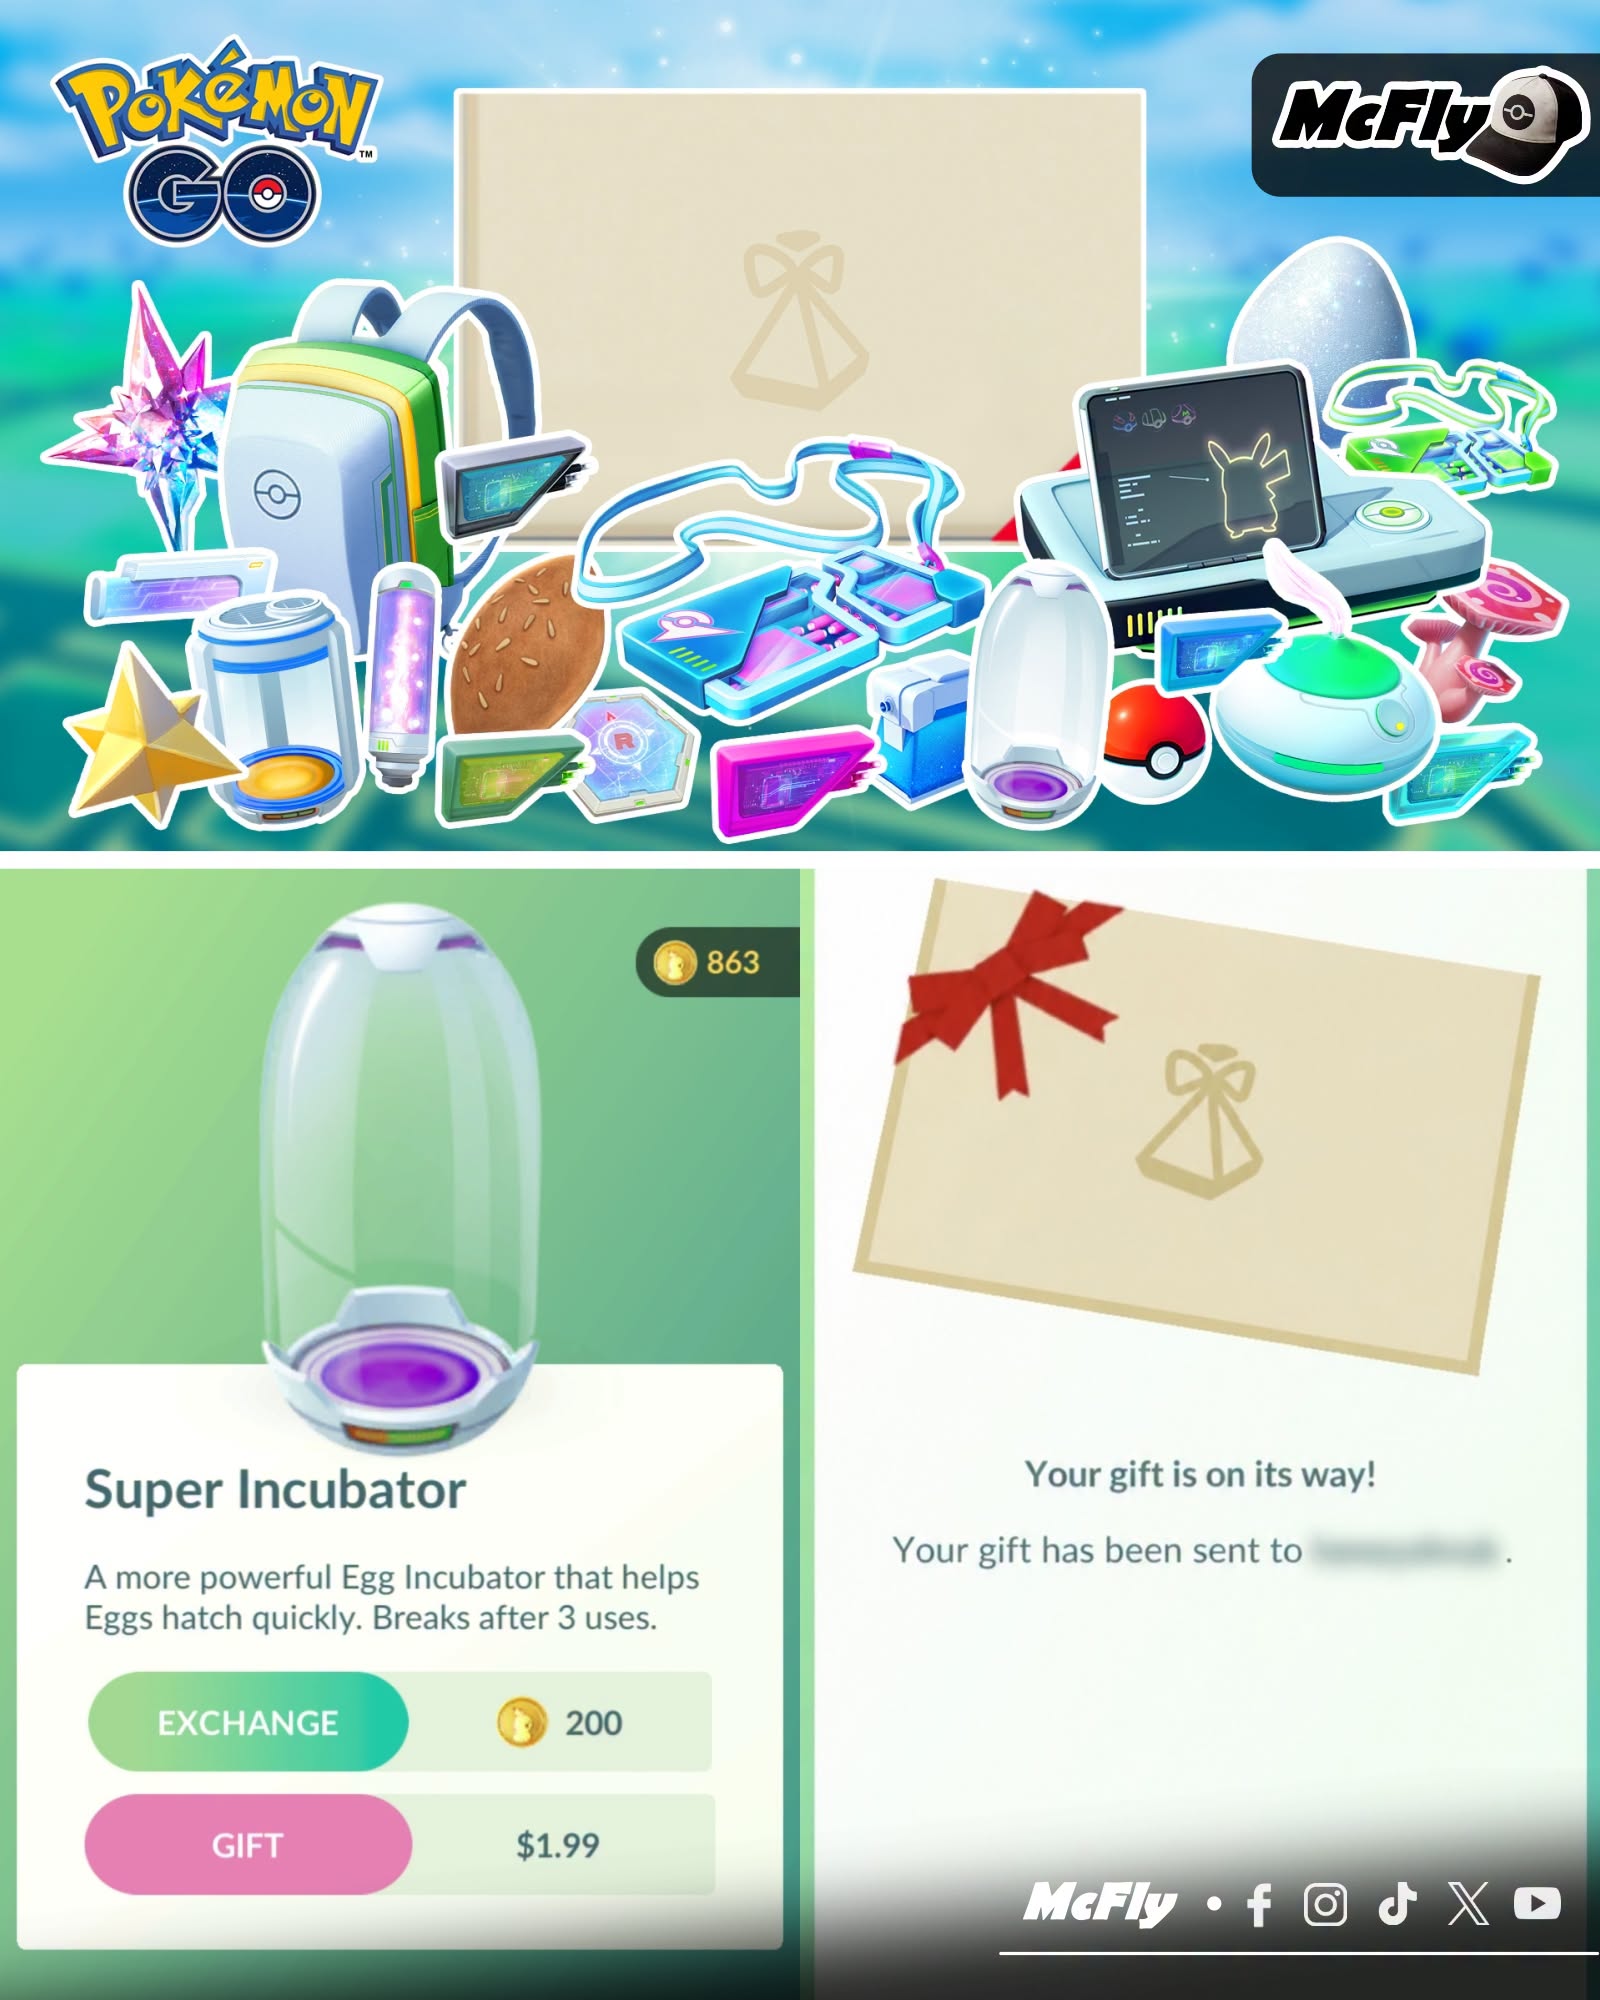 POKÉMON
GO
™
McFly
863
Super Incubator
A more powerful Egg Incubator that helps
Eggs hatch quickly. Breaks after 3 uses.
EXCHANGE 200
GIFT $1.99
Your gift is on its way!
Your gift has been sent to .
McFly •
R